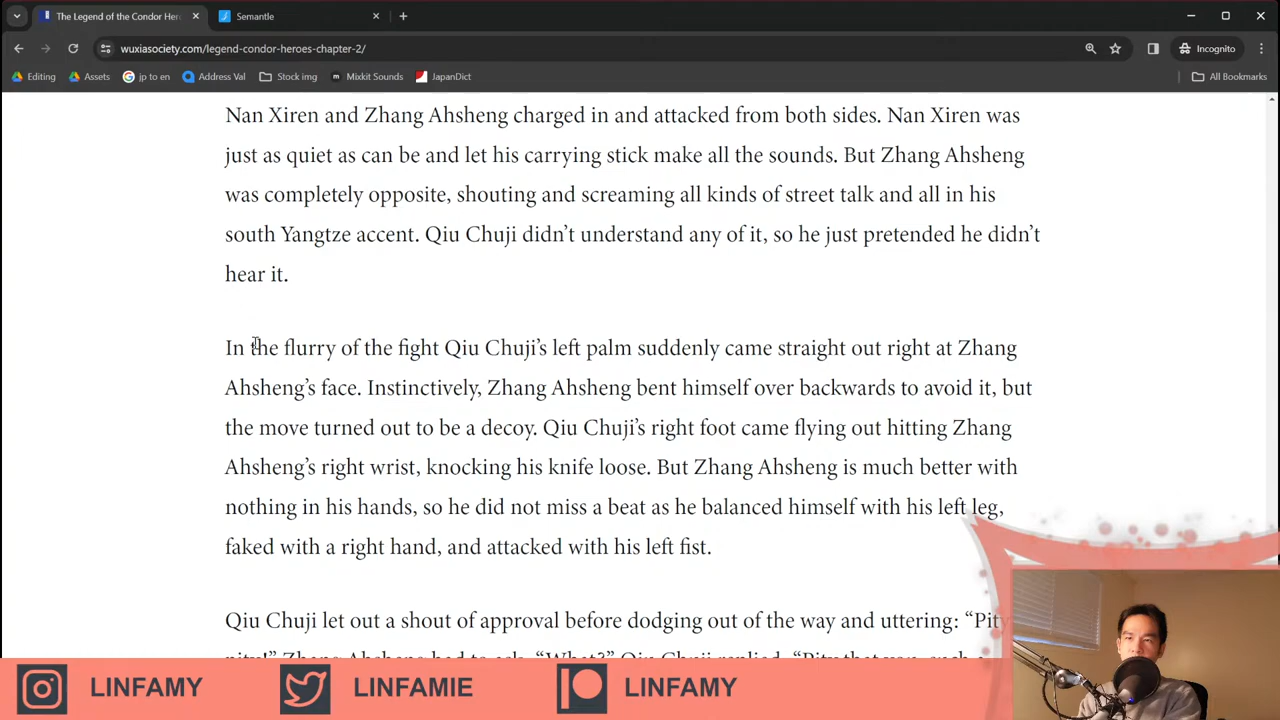 The Legend of the Condor Her
Semantle
wuxiasociety.com/legend-condor-heroes-chapter-2/
Incognito
Editing
Assets
jp to en
Address Val
Stock img
Mixkit Sounds
JapanDict
All Bookmarks
Nan Xiren and Zhang Ahsheng charged in and attacked from both sides. Nan Xiren was
just as quiet as can be and let his carrying stick make all the sounds. But Zhang Ahsheng
was completely opposite, shouting and screaming all kinds of street talk and all in his
south Yangtze accent. Qiu Chuji didn’t understand any of it, so he just pretended he didn’t
hear it.
In the flurry of the fight Qiu Chuji’s left palm suddenly came straight out right at Zhang
Ahsheng’s face. Instinctively, Zhang Ahsheng bent himself over backwards to avoid it, but
the move turned out to be a decoy. Qiu Chuji’s right foot came flying out hitting Zhang
Ahsheng’s right wrist, knocking his knife loose. But Zhang Ahsheng is much better with
nothing in his hands, so he did not miss a beat as he balanced himself with his left leg,
faked with a right hand, and attacked with his left fist.
Qiu Chuji let out a shout of approval before dodging out of the way and uttering: “Pity
LINFAMY
LINFAMIE
LINFAMY